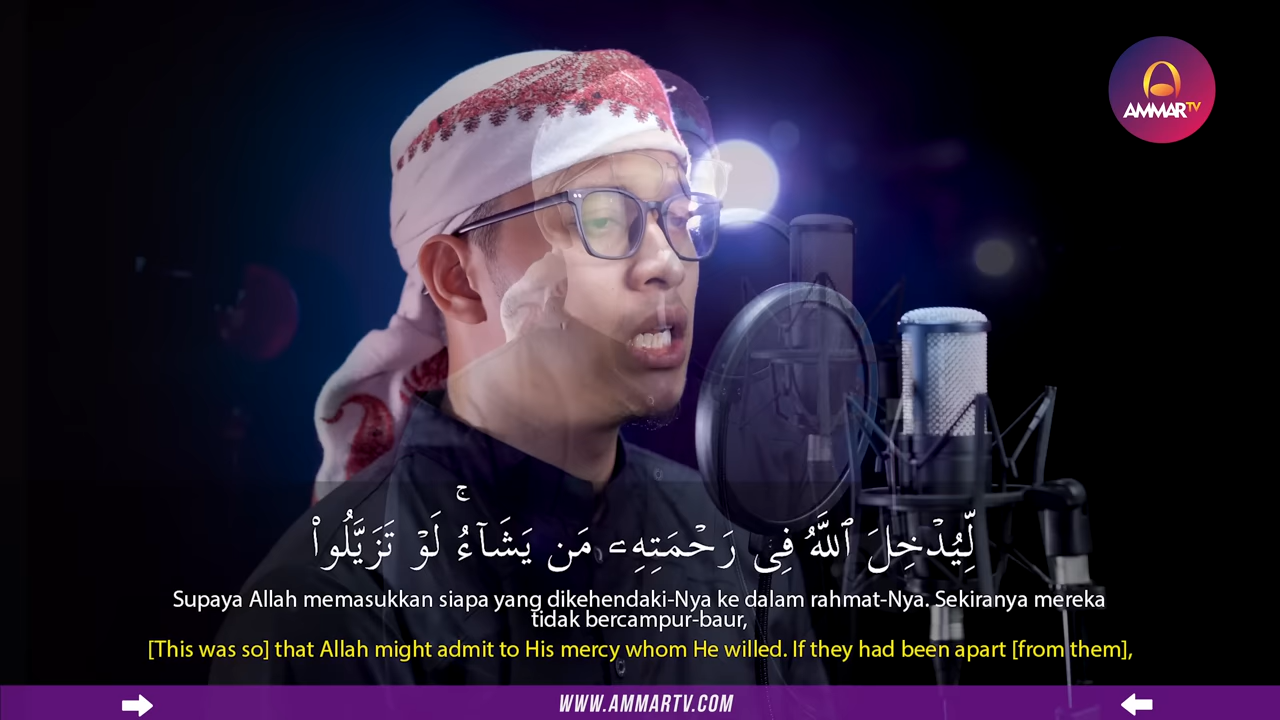 AMMARTV
لِّيُدْخِلَ ٱللَّهُ فِى رَحْمَتِهِۦ مَن يَشَآءُ ۚ لَوْ تَزَيَّلُوا۟
Supaya Allah memasukkan siapa yang dikehendaki-Nya ke dalam rahmat-Nya. Sekiranya mereka
tidak bercampur-baur,
[This was so] that Allah might admit to His mercy whom He willed. If they had been apart [from them],
WWW.AMMARTV.COM